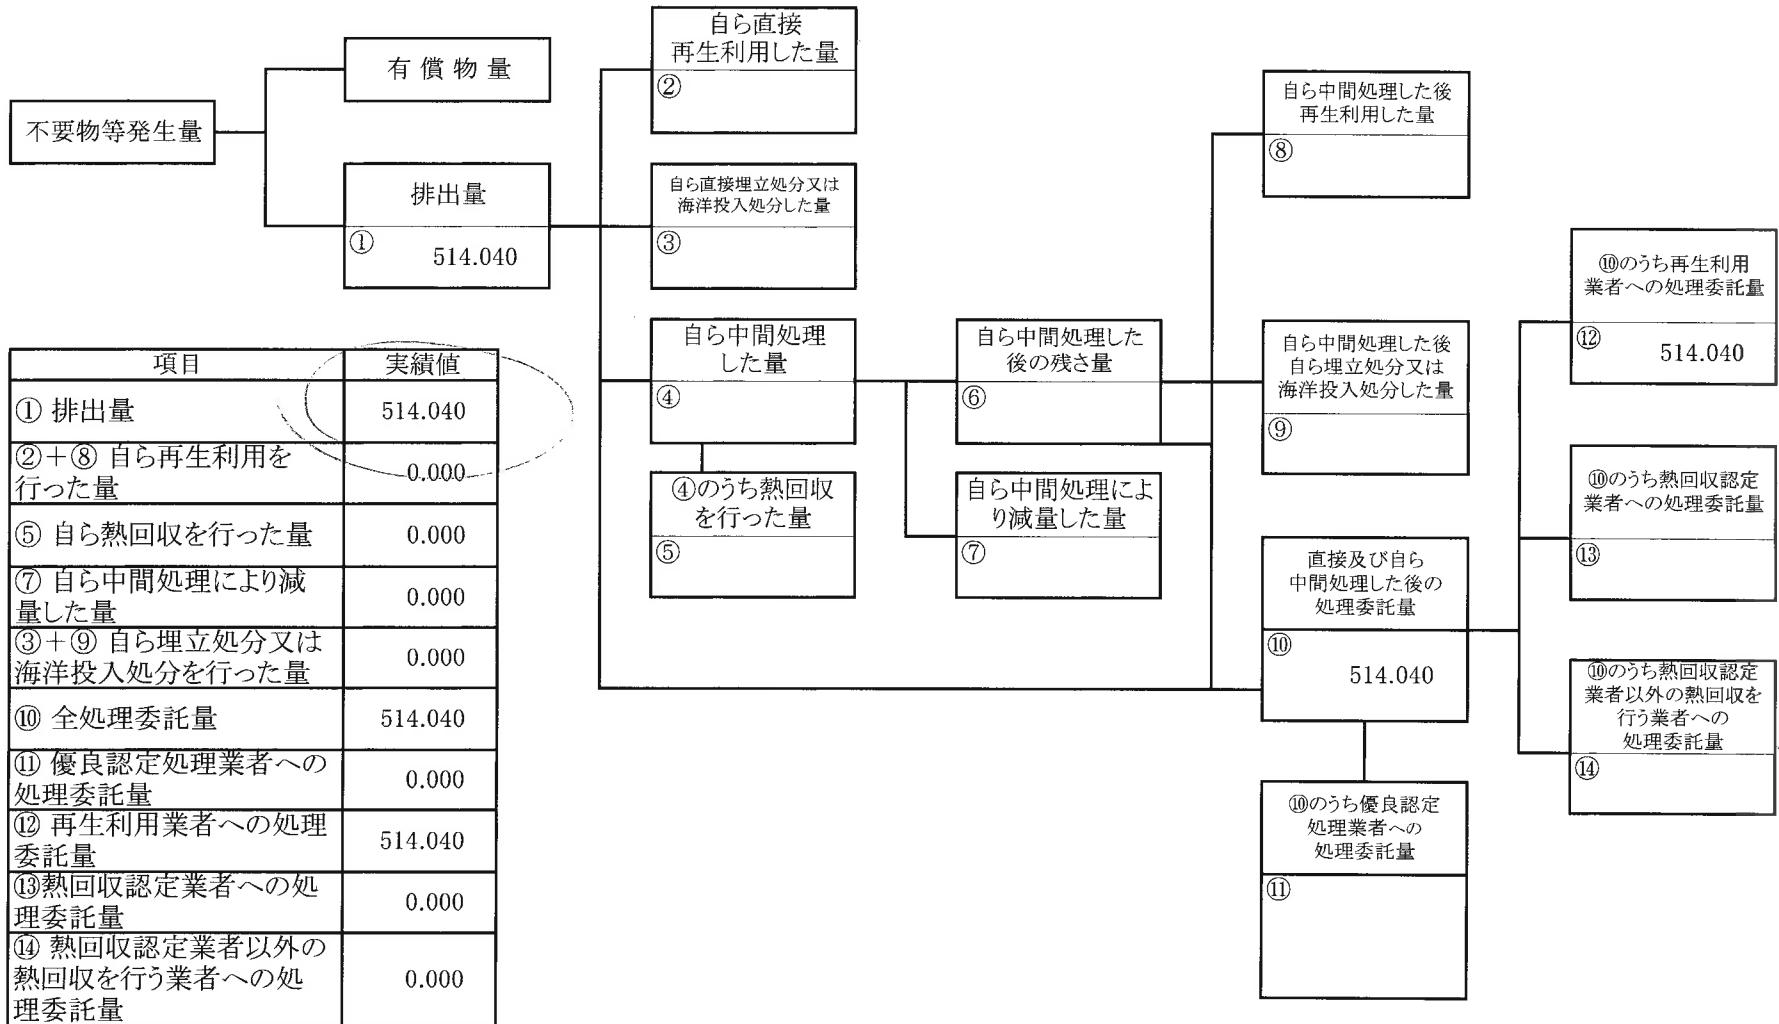 不要物等発生量
有償物量
排出量
①
514.040
自ら直接
再生利用した量
②
自ら直接埋立処分又は
海洋投入処分した量
③
自ら中間処理
した量
④
④のうち熱回収
を行った量
⑤
自ら中間処理した
後の残さ量
⑥
自ら中間処理によ
り減量した量
⑦
自ら中間処理した後
再生利用した量
⑧
自ら中間処理した後
自ら埋立処分又は
海洋投入処分した量
⑨
直接及び自ら
中間処理した後の
処理委託量
⑩
514.040
⑩のうち優良認定
処理業者への
処理委託量
⑪
⑩のうち再生利用
業者への処理委託量
⑫
514.040
⑩のうち熱回収認定
業者への処理委託量
⑬
⑩のうち熱回収認定
業者以外の熱回収を
行う業者への
処理委託量
⑭
項目 実績値
① 排出量 514.040
②+⑧ 自ら再生利用を
行った量 0.000
⑤ 自ら熱回収を行った量 0.000
⑦ 自ら中間処理により減
量した量 0.000
③+⑨ 自ら埋立処分又は
海洋投入処分を行った量 0.000
⑩ 全処理委託量 514.040
⑪ 優良認定処理業者への
処理委託量 0.000
⑫ 再生利用業者への処理
委託量 514.040
⑬熱回収認定業者への処
理委託量 0.000
⑭ 熱回収認定業者以外の
熱回収を行う業者への処
理委託量 0.000